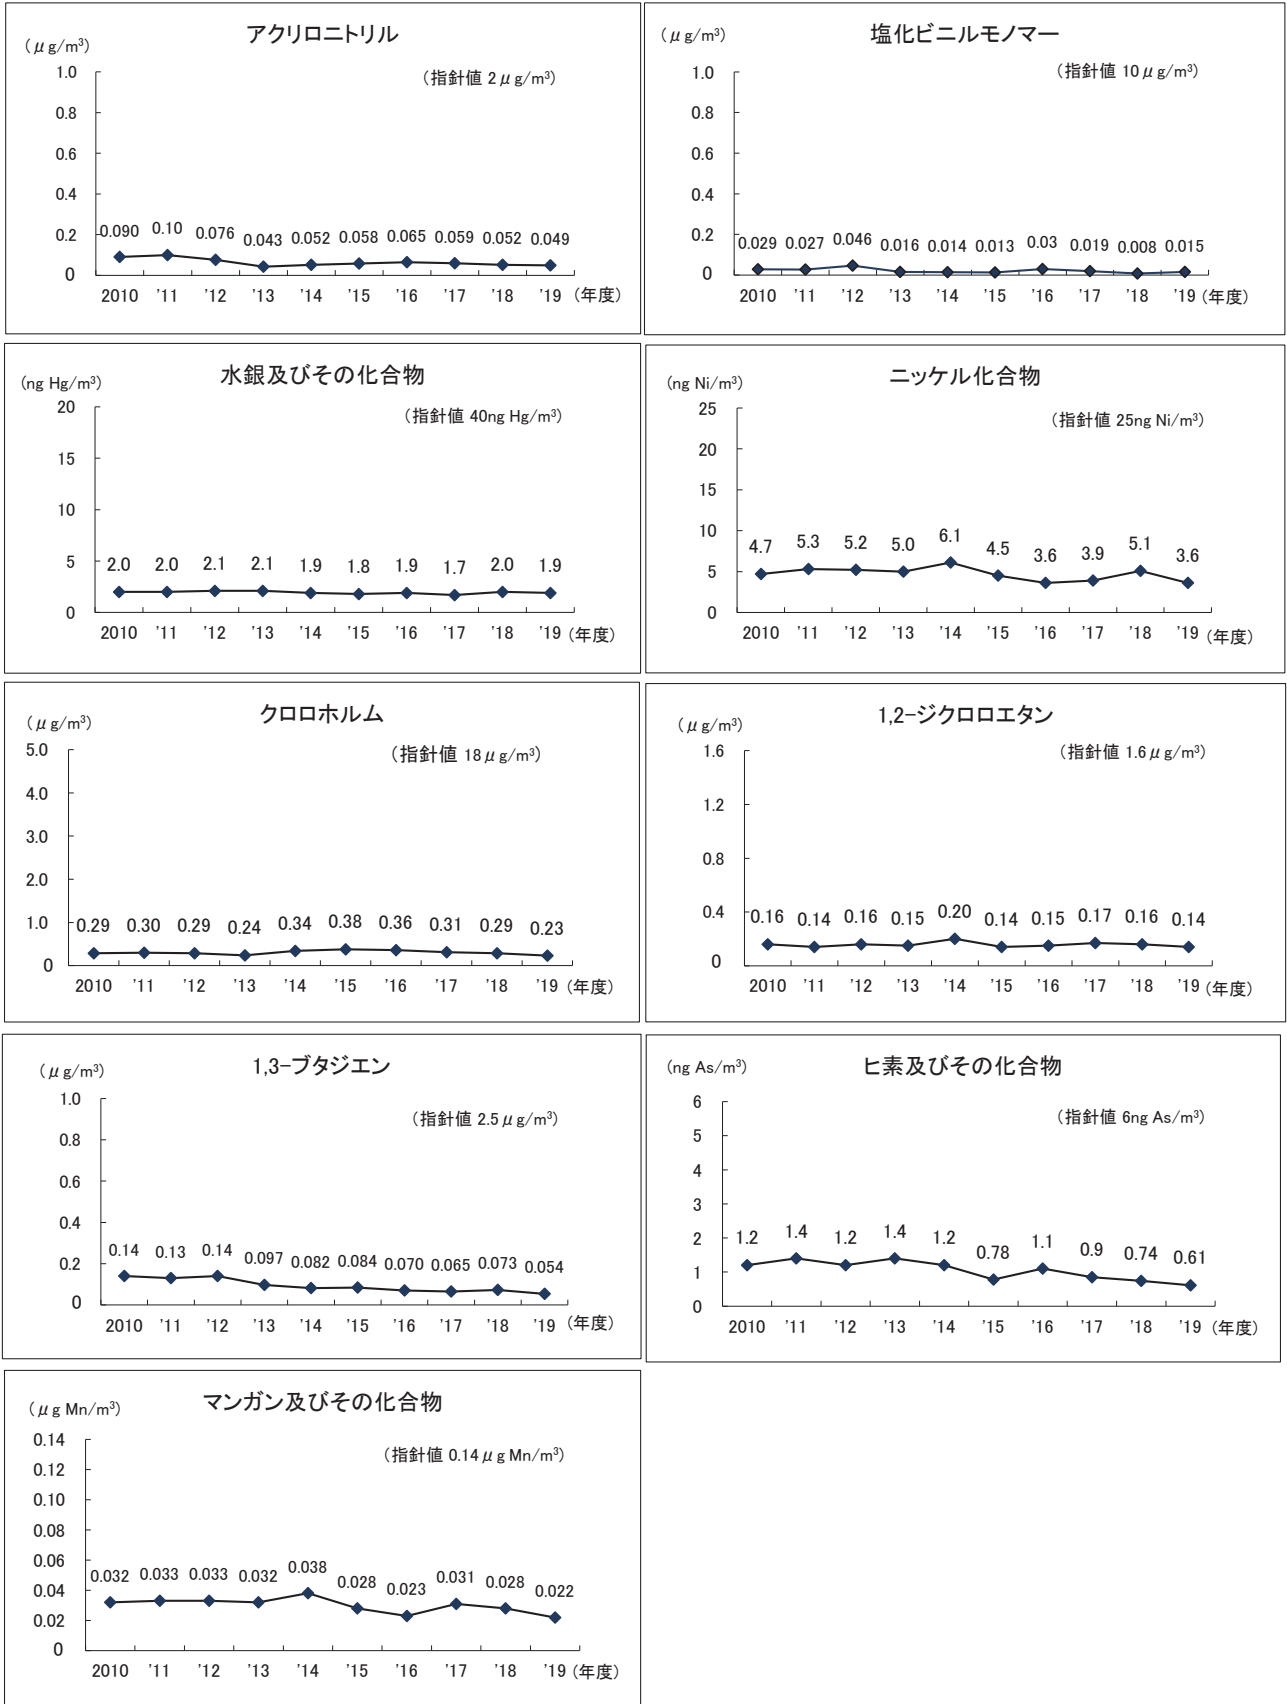 アクリロニトリル
(μg/m³)
(指針値 2μg/m³)
1.0
0.8
0.6
0.4
0.2
0
0.090 0.10 0.076 0.043 0.052 0.058 0.065 0.059 0.052 0.049
2010 '11 '12 '13 '14 '15 '16 '17 '18 '19 (年度)
塩化ビニルモノマー
(μg/m³)
(指針値 10μg/m³)
1.0
0.8
0.6
0.4
0.2
0
0.029 0.027 0.046 0.016 0.014 0.013 0.03 0.019 0.008 0.015
2010 '11 '12 '13 '14 '15 '16 '17 '18 '19 (年度)
水銀及びその化合物
(ng Hg/m³)
(指針値 40ng Hg/m³)
20
15
10
5
0
2.0 2.0 2.1 2.1 1.9 1.8 1.9 1.7 2.0 1.9
2010 '11 '12 '13 '14 '15 '16 '17 '18 '19 (年度)
ニッケル化合物
(ng Ni/m³)
(指針値 25ng Ni/m³)
25
20
15
10
5
0
4.7 5.3 5.2 5.0 6.1 4.5 3.6 3.9 5.1 3.6
2010 '11 '12 '13 '14 '15 '16 '17 '18 '19 (年度)
クロロホルム
(μg/m³)
(指針値 18μg/m³)
5.0
4.0
3.0
2.0
1.0
0
0.29 0.30 0.29 0.24 0.34 0.38 0.36 0.31 0.29 0.23
2010 '11 '12 '13 '14 '15 '16 '17 '18 '19 (年度)
1,2-ジクロロエタン
(μg/m³)
(指針値 1.6μg/m³)
1.6
1.2
0.8
0.4
0
0.16 0.14 0.16 0.15 0.20 0.14 0.15 0.17 0.16 0.14
2010 '11 '12 '13 '14 '15 '16 '17 '18 '19 (年度)
1,3-ブタジエン
(μg/m³)
(指針値 2.5μg/m³)
1.0
0.8
0.6
0.4
0.2
0
0.14 0.13 0.14 0.097 0.082 0.084 0.070 0.065 0.073 0.054
2010 '11 '12 '13 '14 '15 '16 '17 '18 '19 (年度)
ヒ素及びその化合物
(ng As/m³)
(指針値 6ng As/m³)
6
5
4
3
2
1
0
1.2 1.4 1.2 1.4 1.2 0.78 1.1 0.9 0.74 0.61
2010 '11 '12 '13 '14 '15 '16 '17 '18 '19 (年度)
マンガン及びその化合物
(μg Mn/m³)
(指針値 0.14μg Mn/m³)
0.14
0.12
0.10
0.08
0.06
0.04
0.02
0
0.032 0.033 0.033 0.032 0.038 0.028 0.023 0.031 0.028 0.022
2010 '11 '12 '13 '14 '15 '16 '17 '18 '19 (年度)